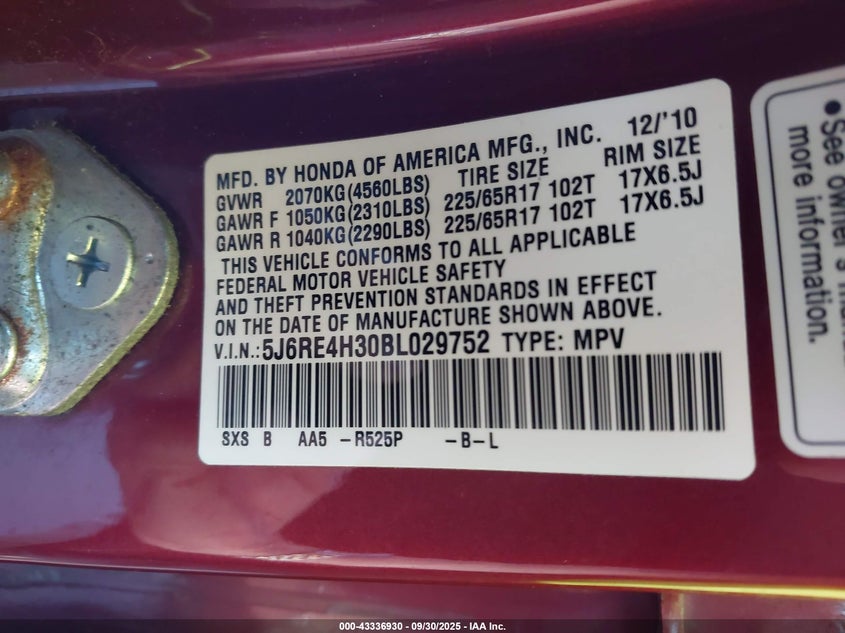 MFD. BY HONDA OF AMERICA MFG., INC. 12/'10
GVWR 2070KG(4560LBS) TIRE SIZE RIM SIZE
GAWR F 1050KG(2310LBS) 225/65R17 102T 17X6.5J
GAWR R 1040KG(2290LBS) 225/65R17 102T 17X6.5J
THIS VEHICLE CONFORMS TO ALL APPLICABLE
FEDERAL MOTOR VEHICLE SAFETY
AND THEFT PREVENTION STANDARDS IN EFFECT
ON THE DATE OF MANUFACTURE SHOWN ABOVE.
V.I.N.:5J6RE4H30BL029752 TYPE: MPV
SXS B AA5 -R525P -B-L
●See owner's
more information.
000-43336930 - 09/30/2025 - IAA Inc.